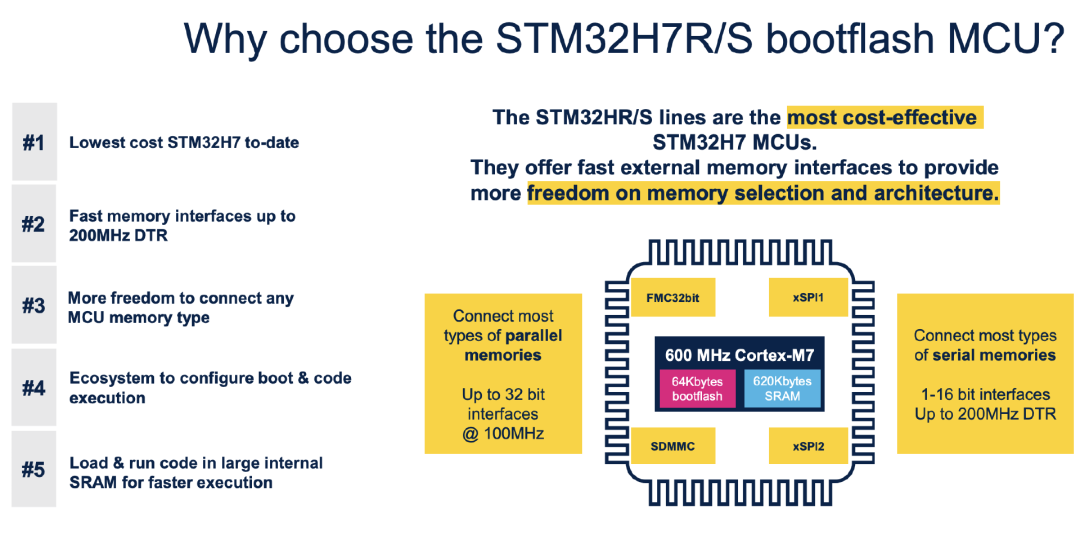 Why choose the STM32H7R/S bootflash MCU?
#1
Lowest cost STM32H7 to-date
#2
Fast memory interfaces up to
200MHz DTR
#3
More freedom to connect any
MCU memory type
#4
Ecosystem to configure boot & code
execution
#5
Load & run code in large internal
SRAM for faster execution
The STM32HR/S lines are the most cost-effective
STM32H7 MCUs.
They offer fast external memory interfaces to provide
more freedom on memory selection and architecture.
Connect most
types of parallel
memories
Up to 32 bit
interfaces
@ 100MHz
FMC32bit
xSPI1
600 MHz Cortex-M7
64Kbytes
bootflash
620Kbytes
SRAM
SDMMC
xSPI2
Connect most types
of serial memories
1-16 bit interfaces
Up to 200MHz DTR